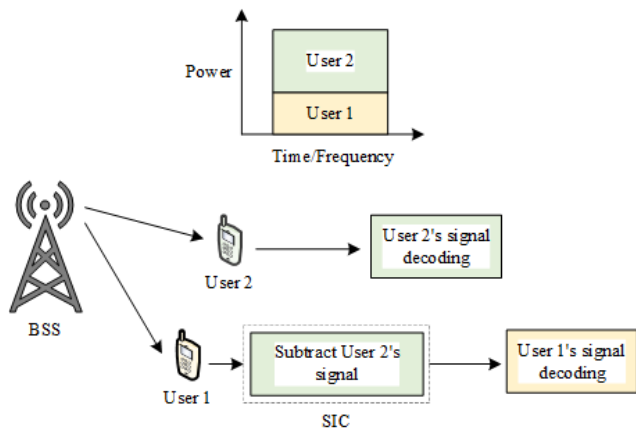 User 2
Power
User 1
Time/Frequency
User 2's signal
decoding
User 2
BSS
Subtract User 2's
signal
User 1's signal
decoding
User 1
SIC